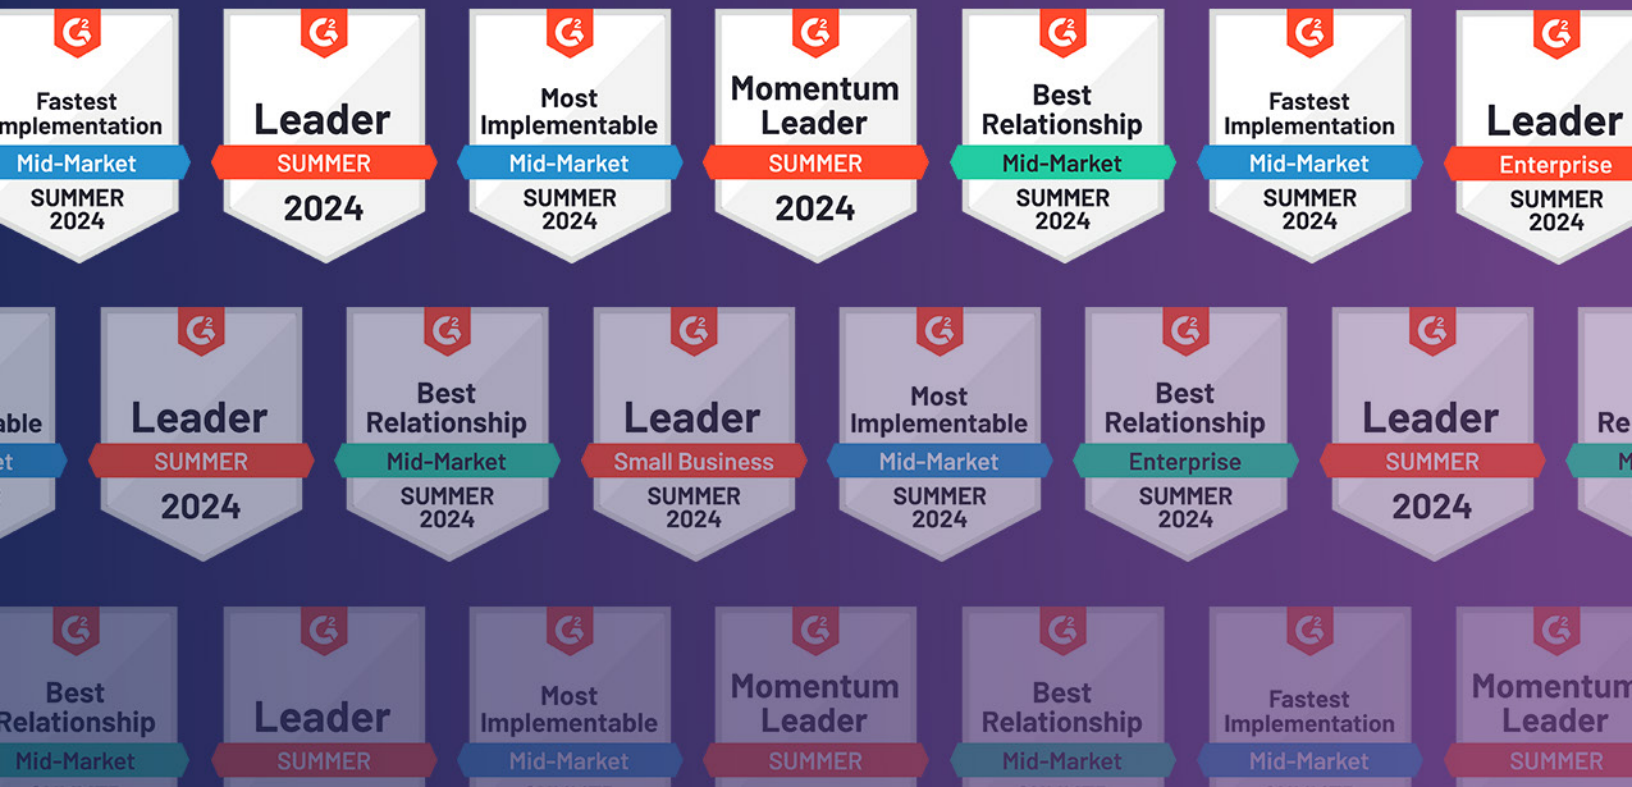 Fastest
mplementation
Mid-Market
SUMMER
2024
Leader
SUMMER
2024
Most
Implementable
Mid-Market
SUMMER
2024
Momentum
Leader
SUMMER
2024
Best
Relationship
Mid-Market
SUMMER
2024
Fastest
Implementation
Mid-Market
SUMMER
2024
Leader
Enterprise
SUMMER
2024
able
et
Leader
SUMMER
2024
Best
Relationship
Mid-Market
SUMMER
2024
Leader
Small Business
SUMMER
2024
Most
Implementable
Mid-Market
SUMMER
2024
Best
Relationship
Enterprise
SUMMER
2024
Leader
SUMMER
2024
Re
M
Best
Relationship
Mid-Market
Leader
SUMMER
Most
Implementable
Mid-Market
Momentum
Leader
SUMMER
Best
Relationship
Mid-Market
Fastest
Implementation
Mid-Market
Momentum
Leader
SUMMER